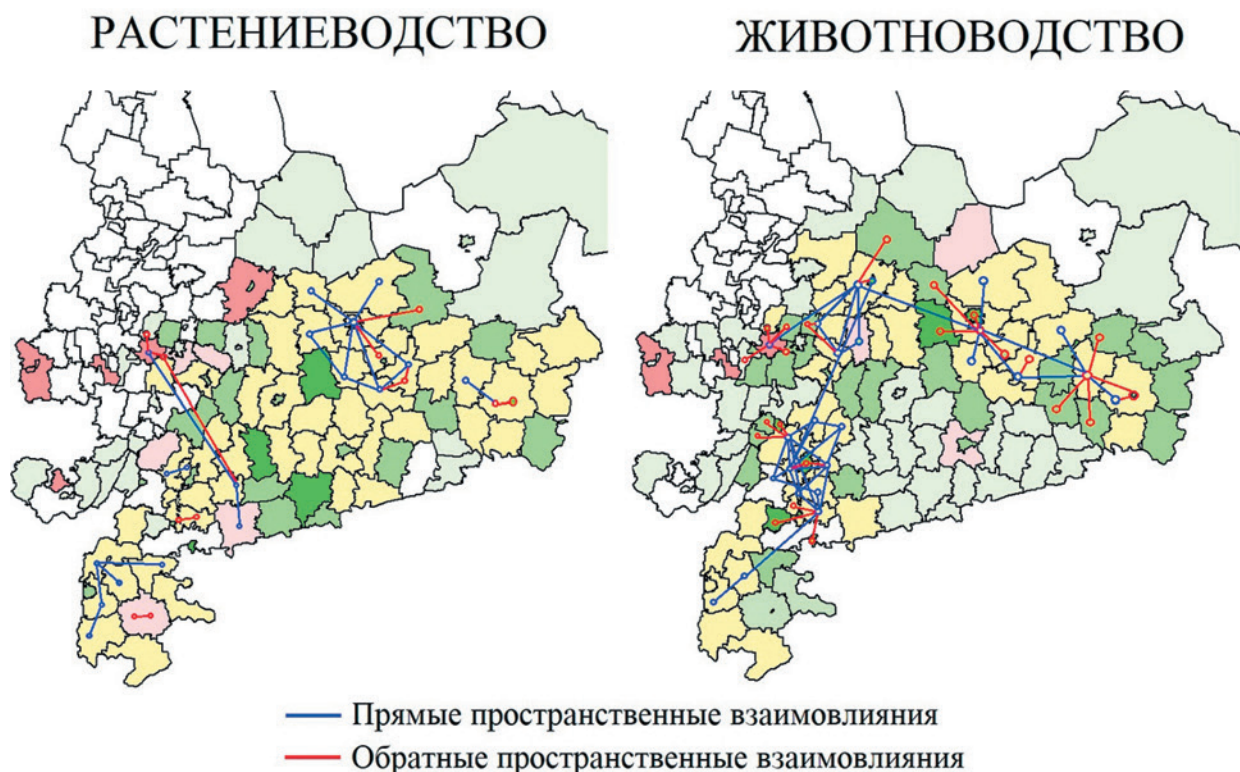 РАСТЕНИЕВОДСТВО
ЖИВОТНОВОДСТВО
Прямые пространственные взаимовлияния
Обратные пространственные взаимовлияния